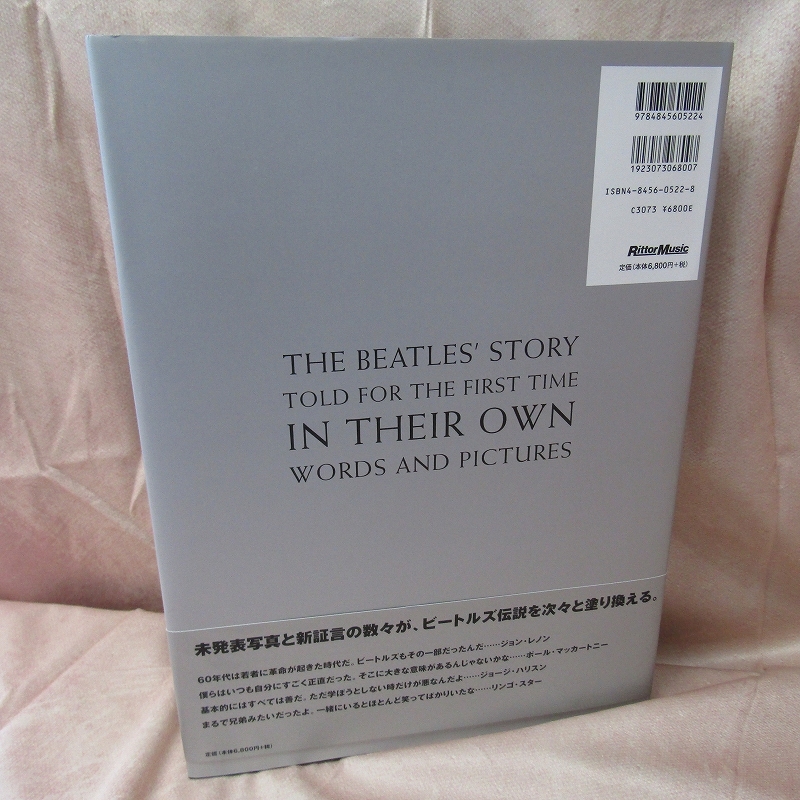 9784845605224
1923073068007
ISBN4-8456-0522-8
C3073 ¥6800E
RittorMusic
定価(本体6,800円+税)
THE BEATLES' STORY
TOLD FOR THE FIRST TIME
IN THEIR OWN
WORDS AND PICTURES
未発表写真と新証言の数々が、ビートルズ伝説を次々と塗り換える。
60年代は若者に革命が起きた時代だ。ビートルズもその一部だったんだ……ジョン・レノン
僕らはいつも自分にすごく正直だった。そこに大きな意味があるんじゃないかな……ポール・マッカートニー
基本的にはすべては善だ。ただ学ぼうとしない時だけが悪なんだよ……ジョージ・ハリスン
まるで兄弟みたいだったよ。一緒にいるとほとんど笑ってばかりいたな……リンゴ・スター
定価(本体6,800円+税)